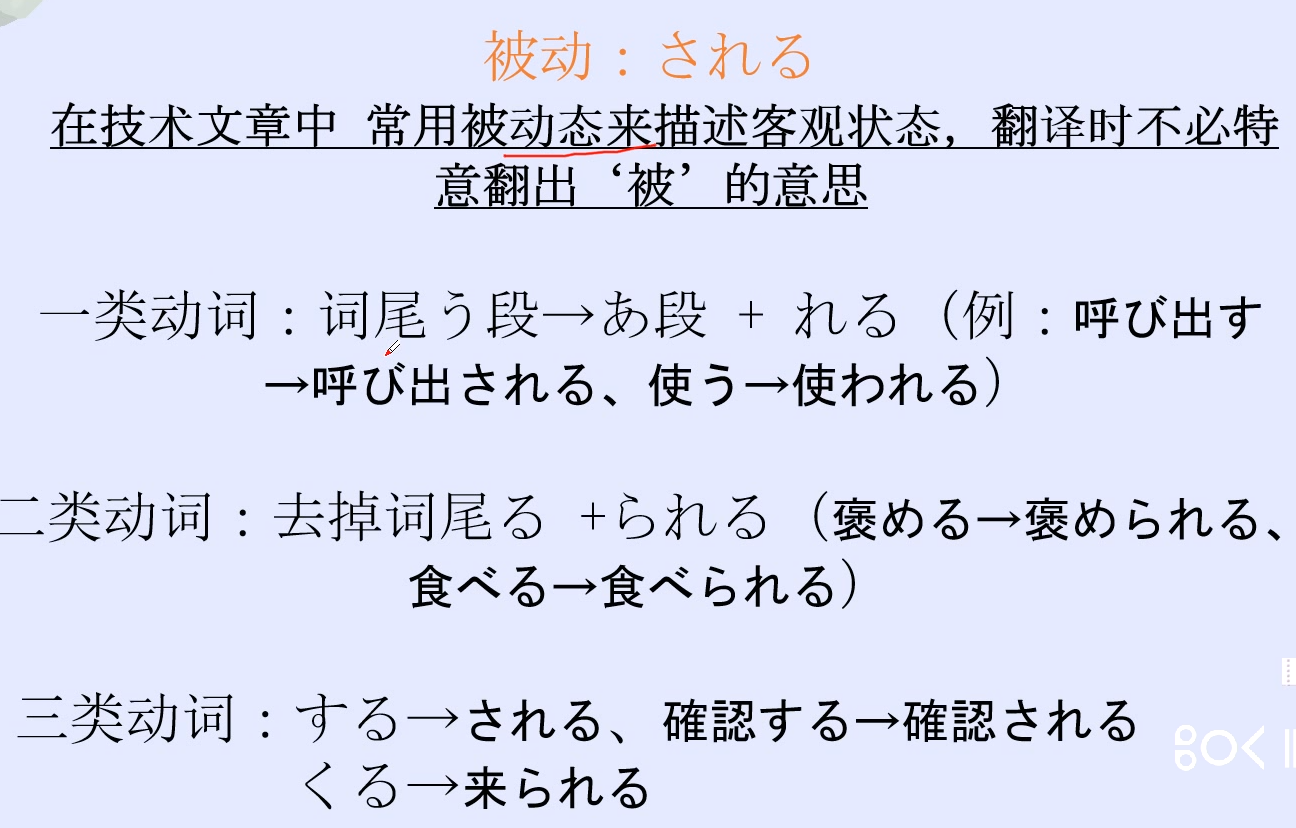 被动：される
在技术文章中 常用被动态来描述客观状态，翻译时不必特
意翻出‘被’的意思
一类动词：词尾う段→あ段 + れる（例：呼び出す
→呼び出される、使う→使われる）
二类动词：去掉词尾る +られる（褒める→褒められる、
食べる→食べられる）
三类动词：する→される、確認する→確認される
くる→来られる